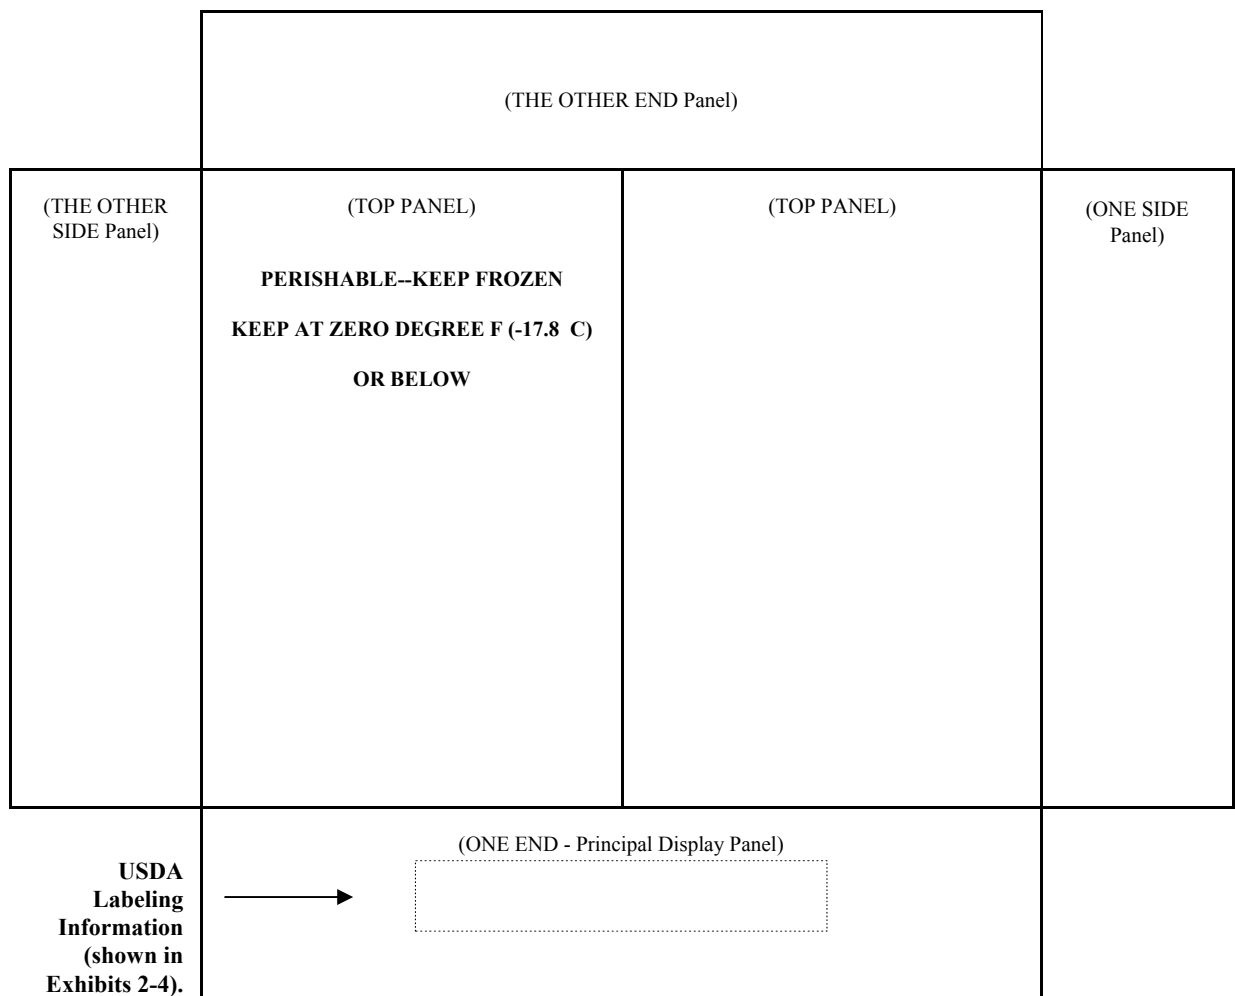 (THE OTHER END Panel)
(THE OTHER
SIDE Panel)
(TOP PANEL)
PERISHABLE--KEEP FROZEN
KEEP AT ZERO DEGREE F (-17.8  C)
OR BELOW
(TOP PANEL)
(ONE SIDE
Panel)
(ONE END - Principal Display Panel)
USDA
Labeling
Information
(shown in
Exhibits 2-4).